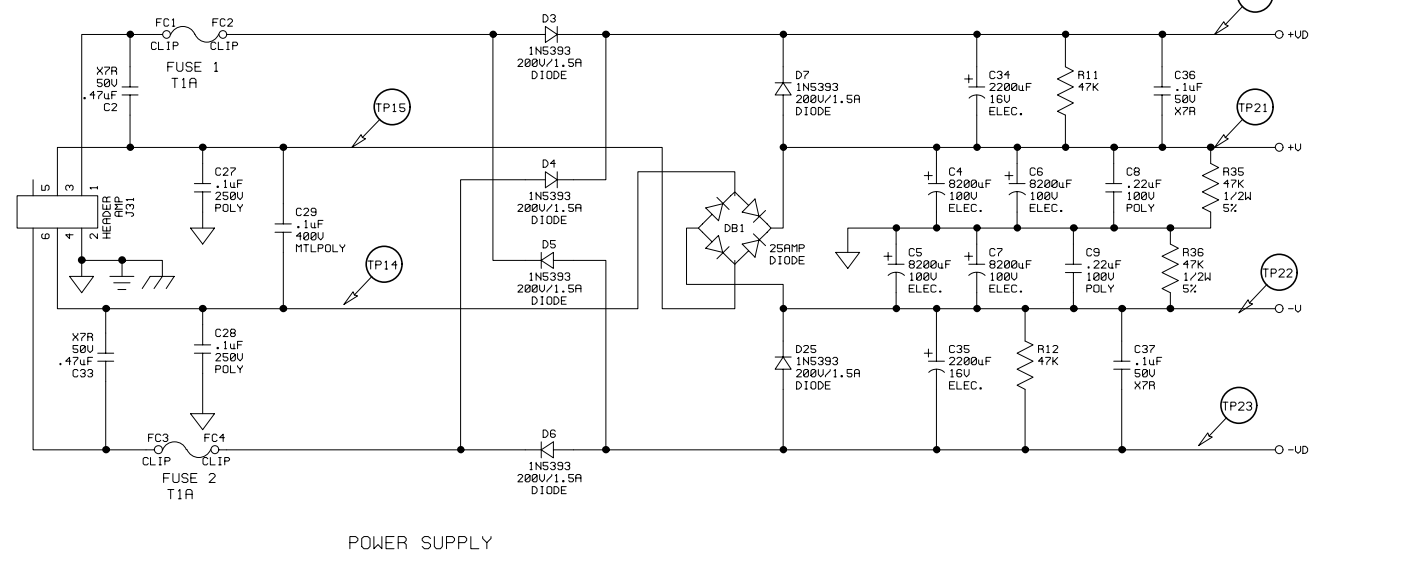 FC1
FC2
CLIP
CLIP
FUSE 1
T1A
X7R
50V
.47uF
C2
TP15
D3
1N5393
200V/1.5A
DIODE
D7
1N5393
200V/1.5A
DIODE
+
C34
2200uF
16V
ELEC.
R11
47K
C36
.1uF
50V
X7R
+VD
TP21
+V
5
3
1
6
4
2
HEADER
AMP
J31
C27
.1uF
250V
POLY
C29
.1uF
400V
MTLPOLY
TP14
D4
1N5393
200V/1.5A
DIODE
D5
1N5393
200V/1.5A
DIODE
DB1
25AMP
DIODE
+
C4
8200uF
100V
ELEC.
+
C6
8200uF
100V
ELEC.
C8
.22uF
100V
POLY
R35
47K
1/2W
5%
+
C5
8200uF
100V
ELEC.
+
C7
8200uF
100V
ELEC.
C9
.22uF
100V
POLY
R36
47K
1/2W
5%
TP22
-V
X7R
50V
.47uF
C33
C28
.1uF
250V
POLY
D25
1N5393
200V/1.5A
DIODE
+
C35
2200uF
16V
ELEC.
R12
47K
C37
.1uF
50V
X7R
TP23
-VD
FC3
FC4
CLIP
CLIP
FUSE 2
T1A
D6
1N5393
200V/1.5A
DIODE
POWER SUPPLY